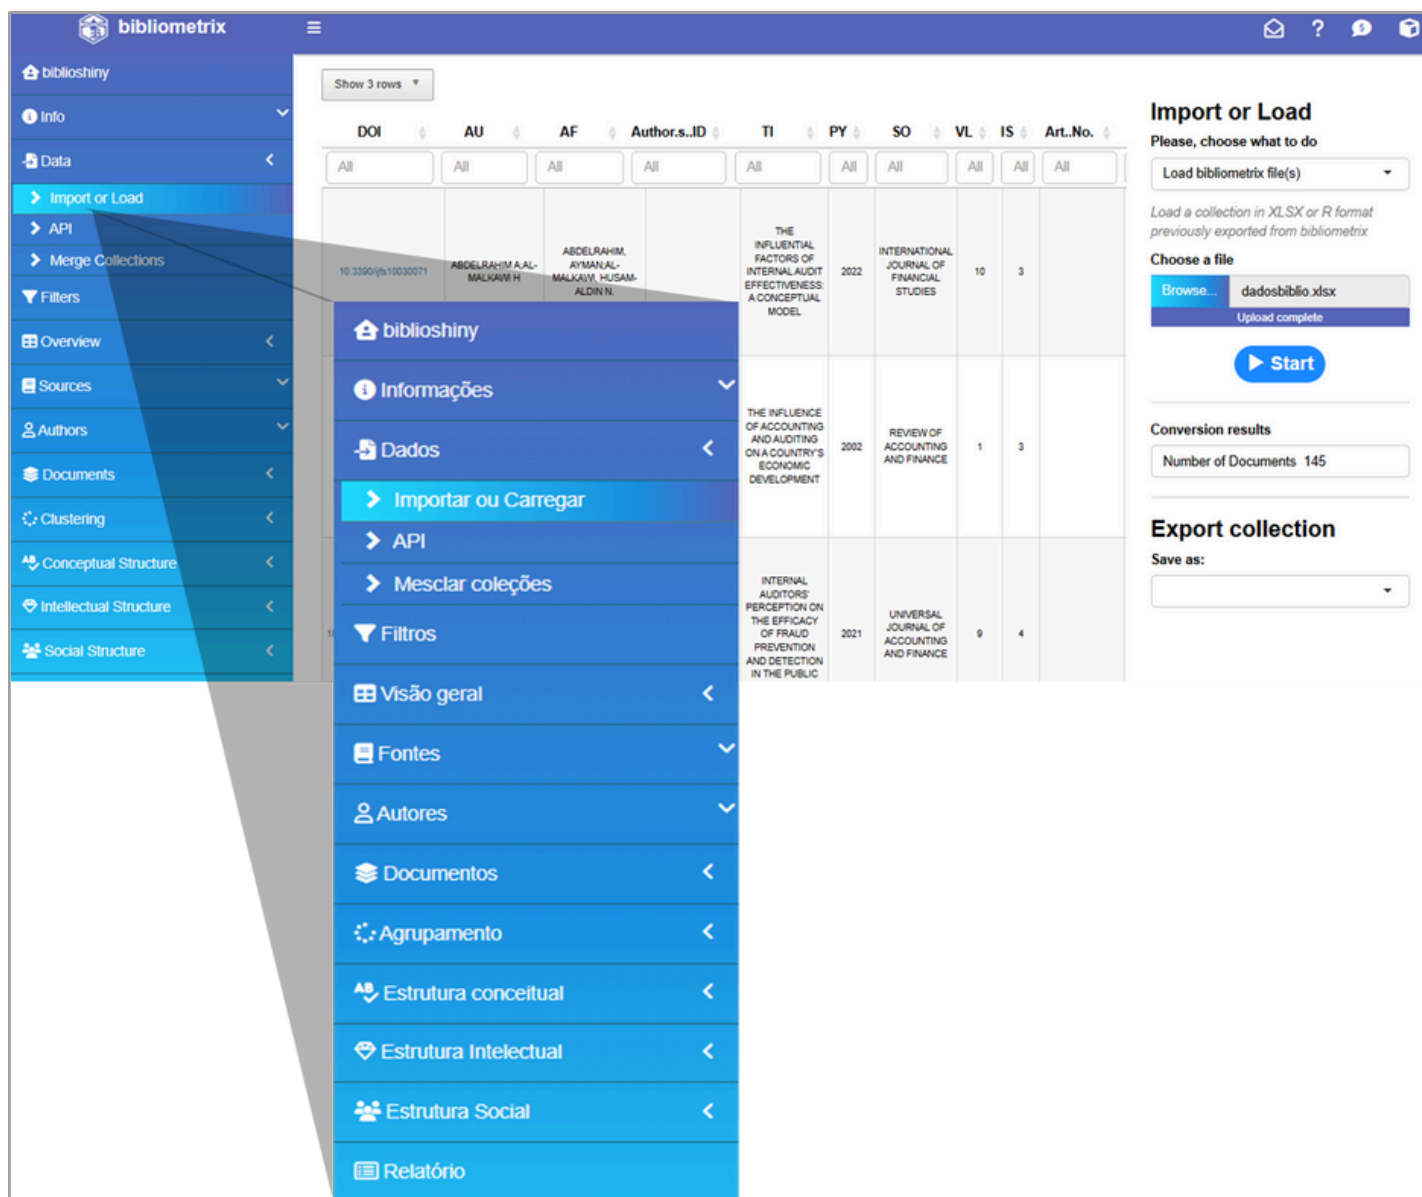 bibliometrix
biblioshiny
Info
Data
Import or Load
API
Merge Collections
Filters
Overview
Sources
Authors
Documents
Clustering
Conceptual Structure
Intellectual Structure
Social Structure
Show 3 rows
DOI AU AF Author.s..ID TI PY SO VL IS Art..No.
All All All All All All All All All All
10.3390/ijfs10030071
ABDELRAHIM A;AL-
MALKAWI H
ABDELRAHIM,
AYMAN;AL-
MALKAWI, HUSAM-
ALDIN N.
THE
INFLUENTIAL
FACTORS OF
INTERNAL AUDIT
EFFECTIVENESS:
A CONCEPTUAL
MODEL
2022
INTERNATIONAL
JOURNAL OF
FINANCIAL
STUDIES
10
3
THE INFLUENCE
OF ACCOUNTING
AND AUDITING
ON A COUNTRY'S
ECONOMIC
DEVELOPMENT
2002
REVIEW OF
ACCOUNTING
AND FINANCE
1
3
10
INTERNAL
AUDITORS'
PERCEPTION ON
THE EFFICACY
OF FRAUD
PREVENTION
AND DETECTION
IN THE PUBLIC
2021
UNIVERSAL
JOURNAL OF
ACCOUNTING
AND FINANCE
9
4
Import or Load
Please, choose what to do
Load bibliometrix file(s)
Load a collection in XLSX or R format
previously exported from bibliometrix
Choose a file
Browse... dadosbiblio.xlsx
Upload complete
Start
Conversion results
Number of Documents 145
Export collection
Save as:
biblioshiny
Informações
Dados
Importar ou Carregar
API
Mesclar coleções
Filtros
Visão geral
Fontes
Autores
Documentos
Agrupamento
Estrutura conceitual
Estrutura Intelectual
Estrutura Social
Relatório